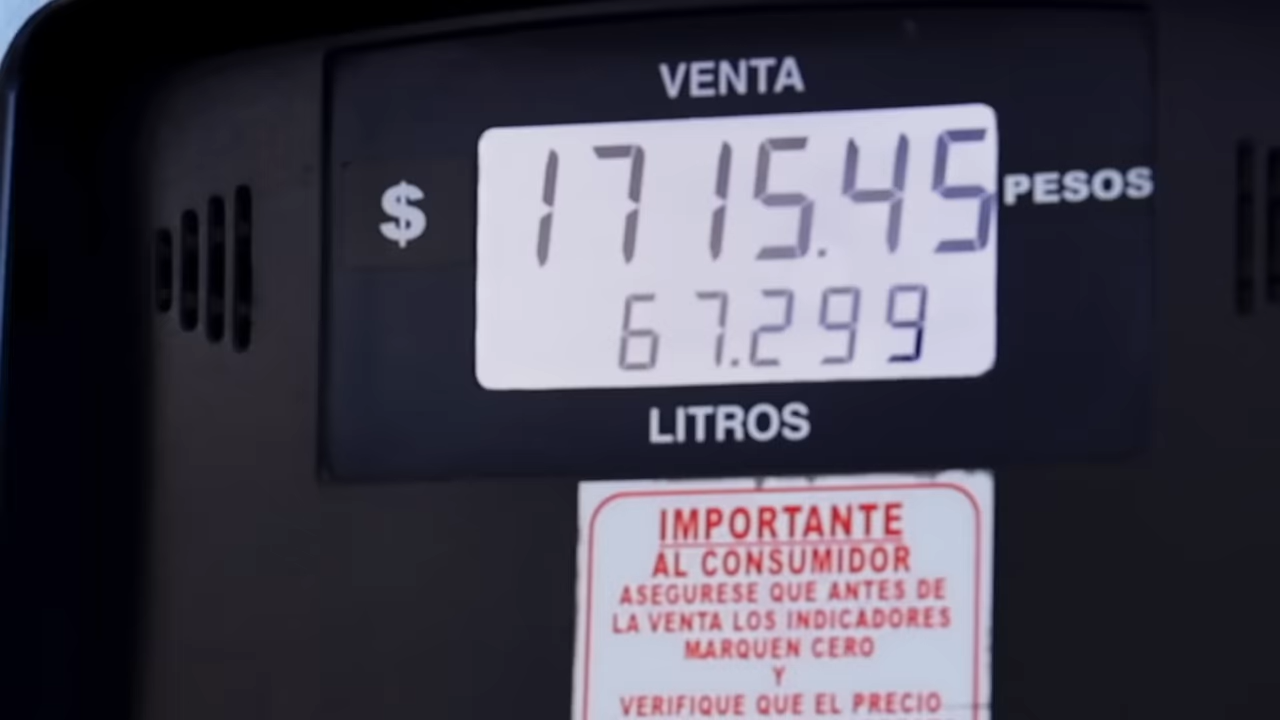 VENTA
$ 1715.45 PESOS
67.299
LITROS
IMPORTANTE
AL CONSUMIDOR
ASEGURESE QUE ANTES DE
LA VENTA LOS INDICADORES
MARQUEN CERO
Y
VERIFIQUE QUE EL PRECIO